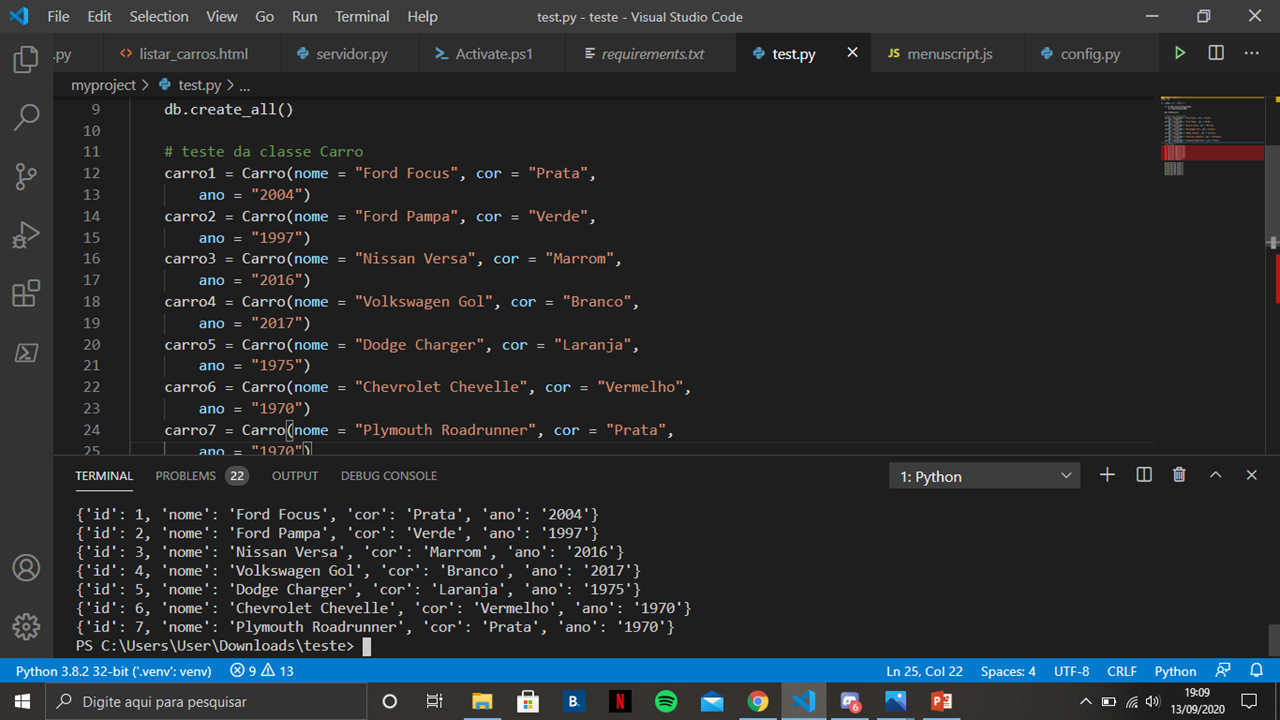 File Edit Selection View Go Run Terminal Help test.py - teste - Visual Studio Code
.py <> listar_carros.html servidor.py Activate.ps1 requirements.txt test.py JS menuscript.js config.py
myproject > test.py > ...
9 db.create_all()
10
11 # teste da classe Carro
12 carro1 = Carro(nome = "Ford Focus", cor = "Prata",
13 ano = "2004")
14 carro2 = Carro(nome = "Ford Pampa", cor = "Verde",
15 ano = "1997")
16 carro3 = Carro(nome = "Nissan Versa", cor = "Marrom",
17 ano = "2016")
18 carro4 = Carro(nome = "Volkswagen Gol", cor = "Branco",
19 ano = "2017")
20 carro5 = Carro(nome = "Dodge Charger", cor = "Laranja",
21 ano = "1975")
22 carro6 = Carro(nome = "Chevrolet Chevelle", cor = "Vermelho",
23 ano = "1970")
24 carro7 = Carro(nome = "Plymouth Roadrunner", cor = "Prata",
25 ano = "1970")
TERMINAL PROBLEMS 22 OUTPUT DEBUG CONSOLE 1: Python
{'id': 1, 'nome': 'Ford Focus', 'cor': 'Prata', 'ano': '2004'}
{'id': 2, 'nome': 'Ford Pampa', 'cor': 'Verde', 'ano': '1997'}
{'id': 3, 'nome': 'Nissan Versa', 'cor': 'Marrom', 'ano': '2016'}
{'id': 4, 'nome': 'Volkswagen Gol', 'cor': 'Branco', 'ano': '2017'}
{'id': 5, 'nome': 'Dodge Charger', 'cor': 'Laranja', 'ano': '1975'}
{'id': 6, 'nome': 'Chevrolet Chevelle', 'cor': 'Vermelho', 'ano': '1970'}
{'id': 7, 'nome': 'Plymouth Roadrunner', 'cor': 'Prata', 'ano': '1970'}
PS C:\Users\User\Downloads\teste>
Python 3.8.2 32-bit ('.venv': venv) 9 13 Ln 25, Col 22 Spaces: 4 UTF-8 CRLF Python
Digite aqui para pesquisar B. N 6 19:09
13/09/2020